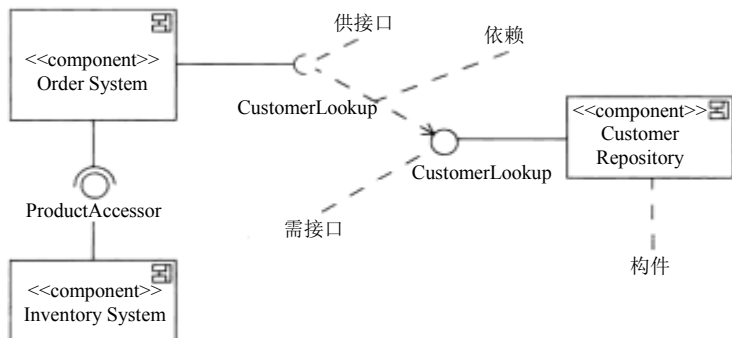 供接口
依赖
<<component>>
Order System
CustomerLookup
<<component>>
Customer
Repository
CustomerLookup
ProductAccessor
需接口
构件
<<component>>
Inventory System